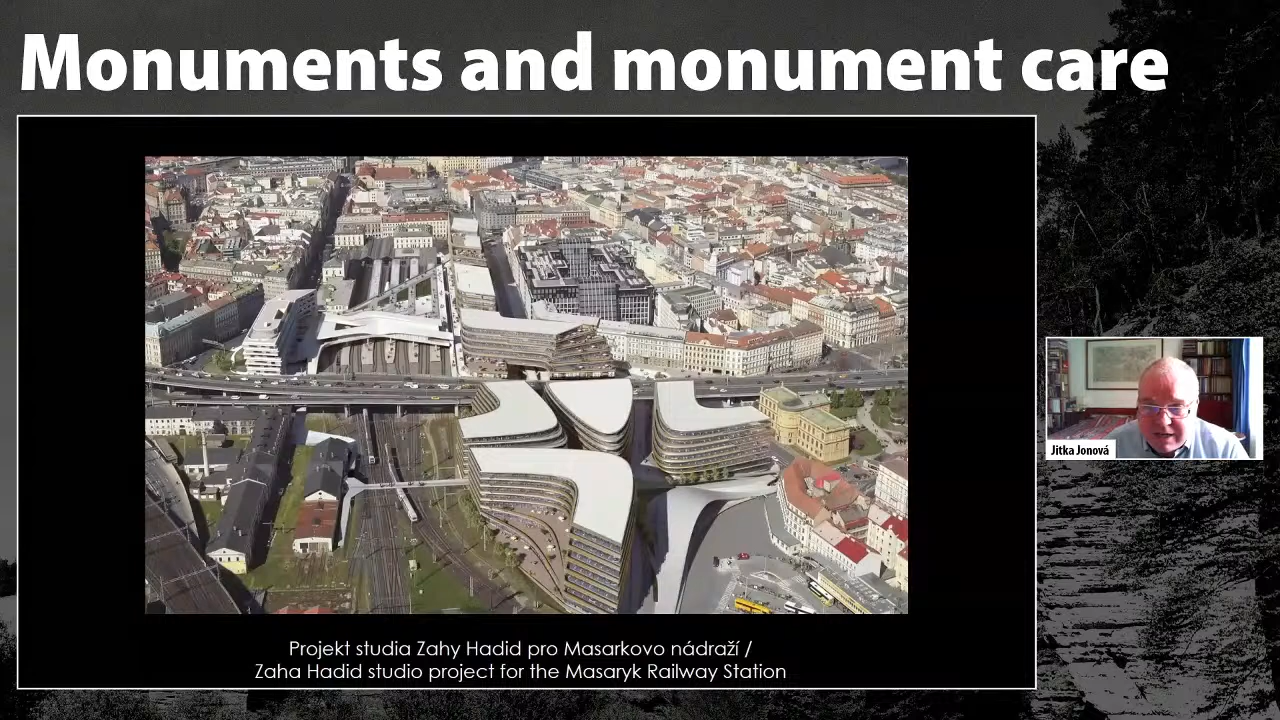 Monuments and monument care
Jitka Jonová
Projekt studia Zahy Hadid pro Masarkovo nádraží /
Zaha Hadid studio project for the Masaryk Railway Station